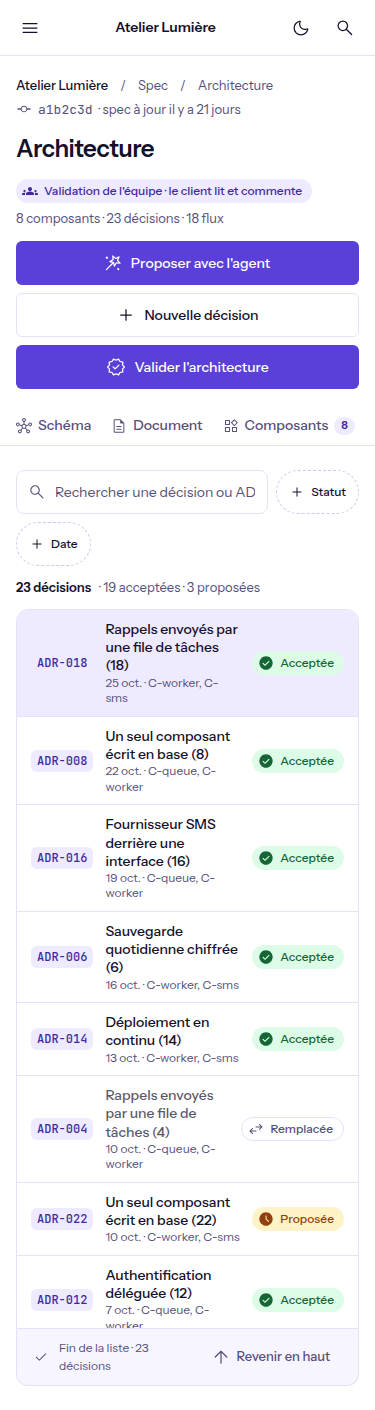 Atelier Lumière
Atelier Lumière / Spec / Architecture
a1b2c3d · spec à jour il y a 21 jours
Architecture
Validation de l'équipe · le client lit et commente
8 composants · 23 décisions · 18 flux
Proposer avec l'agent
Nouvelle décision
Valider l'architecture
Schéma Document Composants 8
Rechercher une décision ou AD
Statut
Date
23 décisions · 19 acceptées · 3 proposées
ADR-018
Rappels envoyés par
une file de tâches
(18)
25 oct. · C-worker, C-
sms
Acceptée
ADR-008
Un seul composant
écrit en base (8)
22 oct. · C-queue, C-
worker
Acceptée
ADR-016
Fournisseur SMS
derrière une
interface (16)
19 oct. · C-queue, C-
worker
Acceptée
ADR-006
Sauvegarde
quotidienne chiffrée
(6)
16 oct. · C-worker, C-sms
Acceptée
ADR-014
Déploiement en
continu (14)
13 oct. · C-worker, C-sms
Acceptée
ADR-004
Rappels envoyés
par une file de
tâches (4)
10 oct. · C-queue, C-
worker
Remplacée
ADR-022
Un seul composant
écrit en base (22)
10 oct. · C-worker, C-sms
Proposée
ADR-012
Authentification
déléguée (12)
7 oct. · C-queue, C-
worker
Acceptée
Fin de la liste · 23
décisions
Revenir en haut